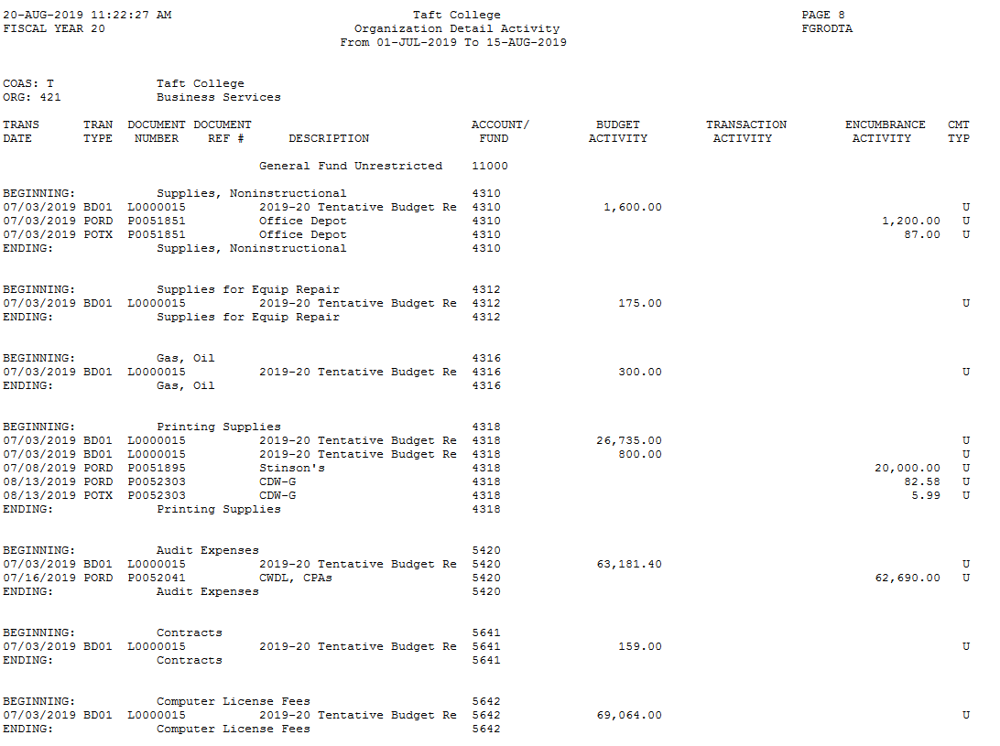 20-AUG-2019 11:22:27 AM Taft College PAGE 8
FISCAL YEAR 20 Organization Detail Activity FGRODTA
From 01-JUL-2019 To 15-AUG-2019
COAS: T Taft College
ORG: 421 Business Services
TRANS TRAN DOCUMENT DOCUMENT ACCOUNT/ BUDGET TRANSACTION ENCUMBRANCE CMT
DATE TYPE NUMBER REF # DESCRIPTION FUND ACTIVITY ACTIVITY ACTIVITY TYP
General Fund Unrestricted 11000
BEGINNING: Supplies, Noninstructional 4310
07/03/2019 BD01 L0000015 2019-20 Tentative Budget Re 4310 1,600.00 U
07/03/2019 PORD P0051851 Office Depot 4310 1,200.00 U
07/03/2019 POTX P0051851 Office Depot 4310 87.00 U
ENDING: Supplies, Noninstructional 4310
BEGINNING: Supplies for Equip Repair 4312
07/03/2019 BD01 L0000015 2019-20 Tentative Budget Re 4312 175.00 U
ENDING: Supplies for Equip Repair 4312
BEGINNING: Gas, Oil 4316
07/03/2019 BD01 L0000015 2019-20 Tentative Budget Re 4316 300.00 U
ENDING: Gas, Oil 4316
BEGINNING: Printing Supplies 4318
07/03/2019 BD01 L0000015 2019-20 Tentative Budget Re 4318 26,735.00 U
07/03/2019 BD01 L0000015 2019-20 Tentative Budget Re 4318 800.00 U
07/08/2019 PORD P0051895 Stinson's 4318 20,000.00 U
08/13/2019 PORD P0052303 CDW-G 4318 82.58 U
08/13/2019 POTX P0052303 CDW-G 4318 5.99 U
ENDING: Printing Supplies 4318
BEGINNING: Audit Expenses 5420
07/03/2019 BD01 L0000015 2019-20 Tentative Budget Re 5420 63,181.40 U
07/16/2019 PORD P0052041 CWDL, CPAs 5420 62,690.00 U
ENDING: Audit Expenses 5420
BEGINNING: Contracts 5641
07/03/2019 BD01 L0000015 2019-20 Tentative Budget Re 5641 159.00 U
ENDING: Contracts 5641
BEGINNING: Computer License Fees 5642
07/03/2019 BD01 L0000015 2019-20 Tentative Budget Re 5642 69,064.00 U
ENDING: Computer License Fees 5642